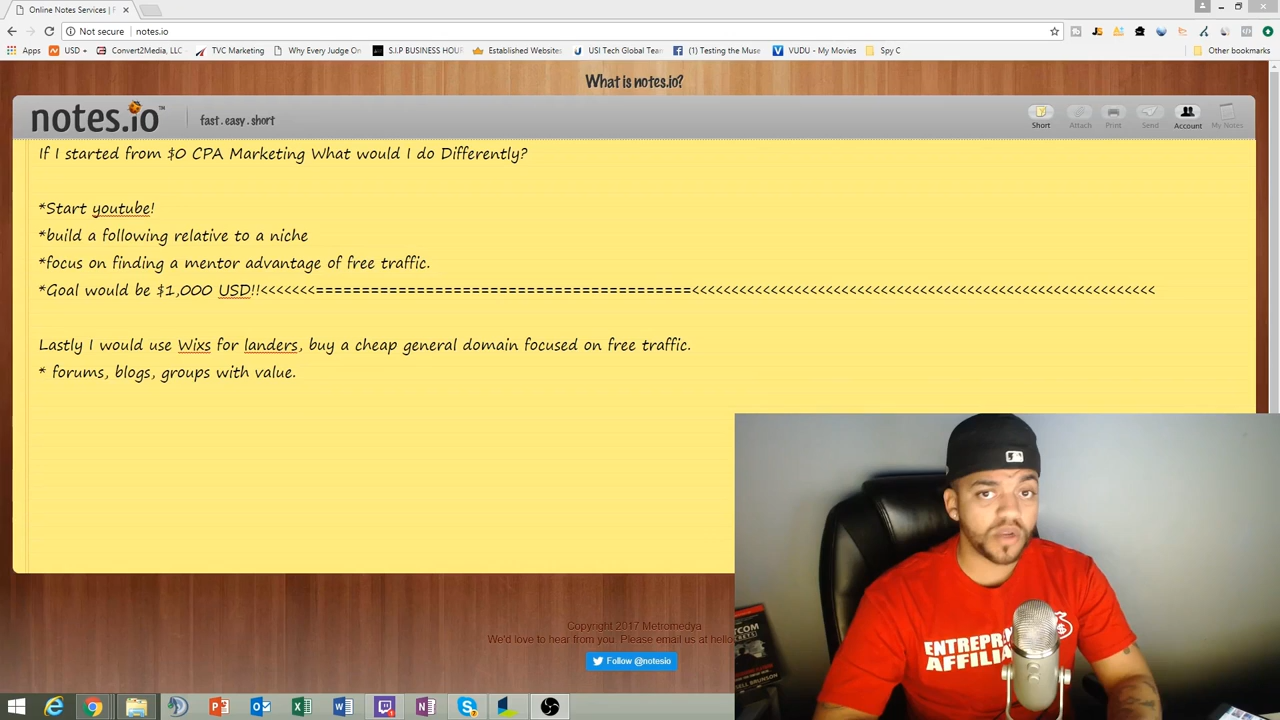 Online Notes Services | F
Not secure | notes.io
Apps
USD +
Convert2Media, LLC
TVC Marketing
Why Every Judge On
S.I.P BUSINESS HOUR
Established Websites
USI Tech Global Team
(1) Testing the Muse
VUDU - My Movies
Spy C
Other bookmarks
What is notes.io?
notes.io™
fast . easy . short
Short
Attach
Print
Send
Account
My Notes
If I started from $0 CPA Marketing What would I do Differently?
*Start youtube!
*build a following relative to a niche
*focus on finding a mentor advantage of free traffic.
*Goal would be $1,000 USD!!<<<<<<<=========================================<<<<<<<<<<<<<<<<<<<<<<<<<<<<<<<<<<<<<<<<<<<<<<<<<<<<<<<<<<
Lastly I would use Wixs for landers, buy a cheap general domain focused on free traffic.
* forums, blogs, groups with value.
Copyright 2017 Metromedya
We'd love to hear from you. Please email us at hello
Follow @notesio
ENTREPR
AFFILIA
RUSSELL BRUNSON